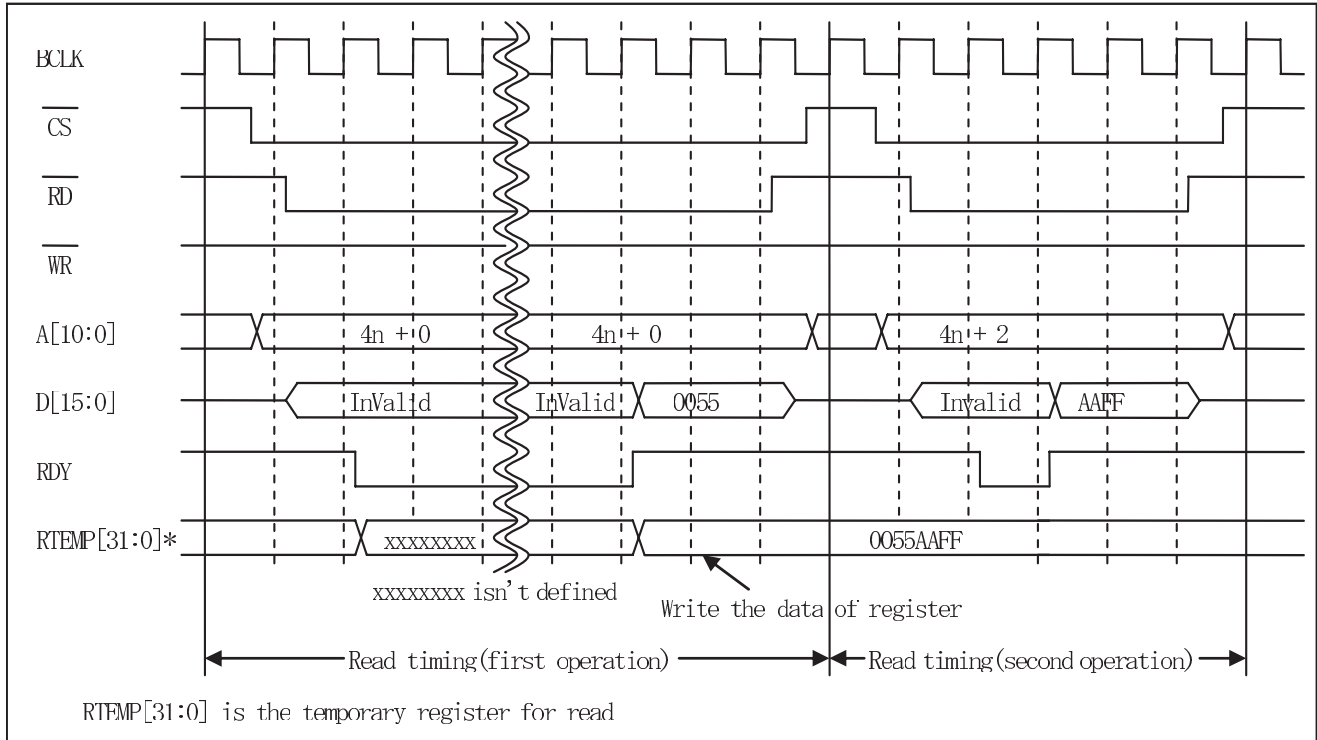 BCLK
CS
RD
WR
A[10:0] 4n + 0 4n + 0 4n + 2
D[15:0] InValid InValid 0055 Invalid AAFF
RDY
RTEMP[31:0]* xxxxxxxx 0055AAFF
xxxxxxxx isn't defined
Write the data of register
Read timing(first operation) Read timing(second operation)
RTEMP[31:0] is the temporary register for read